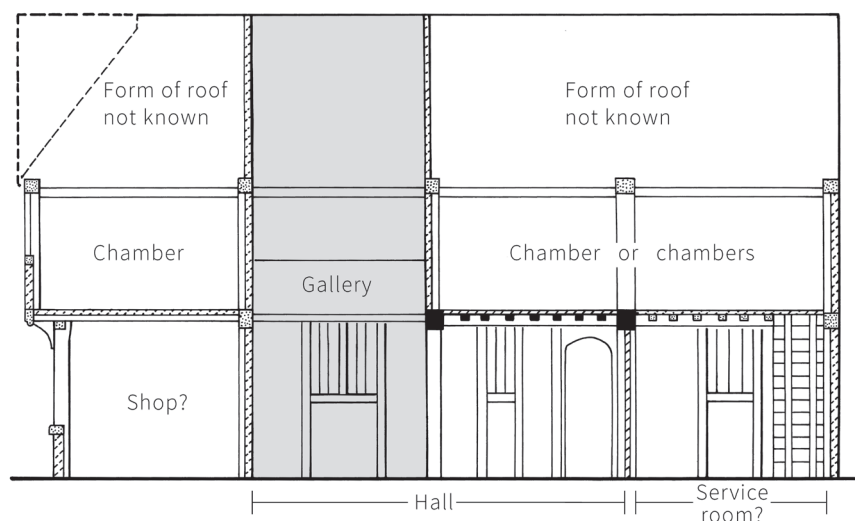 Form of roof
not known
Form of roof
not known
Chamber
Chamber or chambers
Gallery
Shop?
Hall
Service
room?